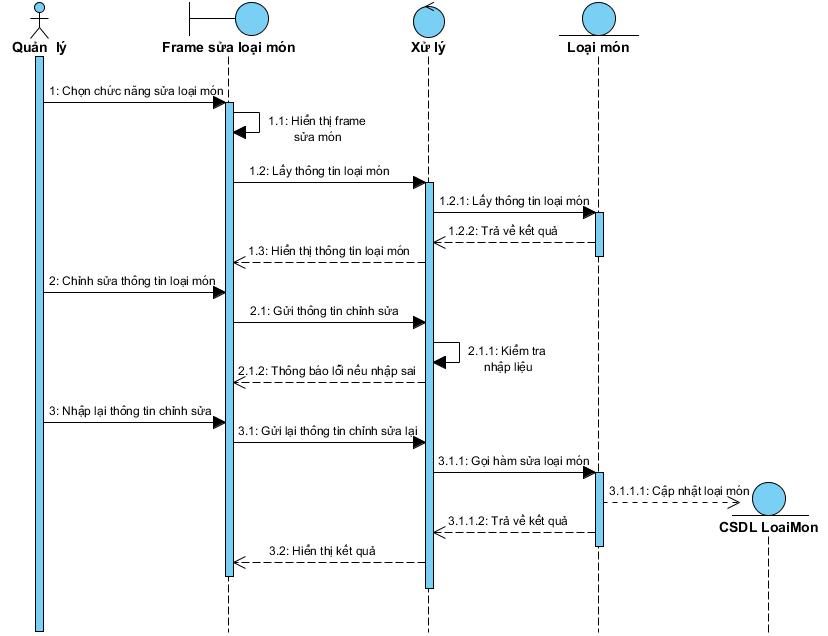 Quản lý
Frame sửa loại món
Xử lý
Loại món
1: Chọn chức năng sửa loại món
1.1: Hiển thị frame
sửa món
1.2: Lấy thông tin loại món
1.2.1: Lấy thông tin loại món
1.2.2: Trả về kết quả
1.3: Hiển thị thông tin loại món
2: Chỉnh sửa thông tin loại món
2.1: Gửi thông tin chỉnh sửa
2.1.1: Kiểm tra
nhập liệu
2.1.2: Thông báo lỗi nếu nhập sai
3: Nhập lại thông tin chỉnh sửa
3.1: Gửi lại thông tin chỉnh sửa lại
3.1.1: Gọi hàm sửa loại món
3.1.1.1: Cập nhật loại món
CSDL LoaiMon
3.1.1.2: Trả về kết quả
3.2: Hiển thị kết quả